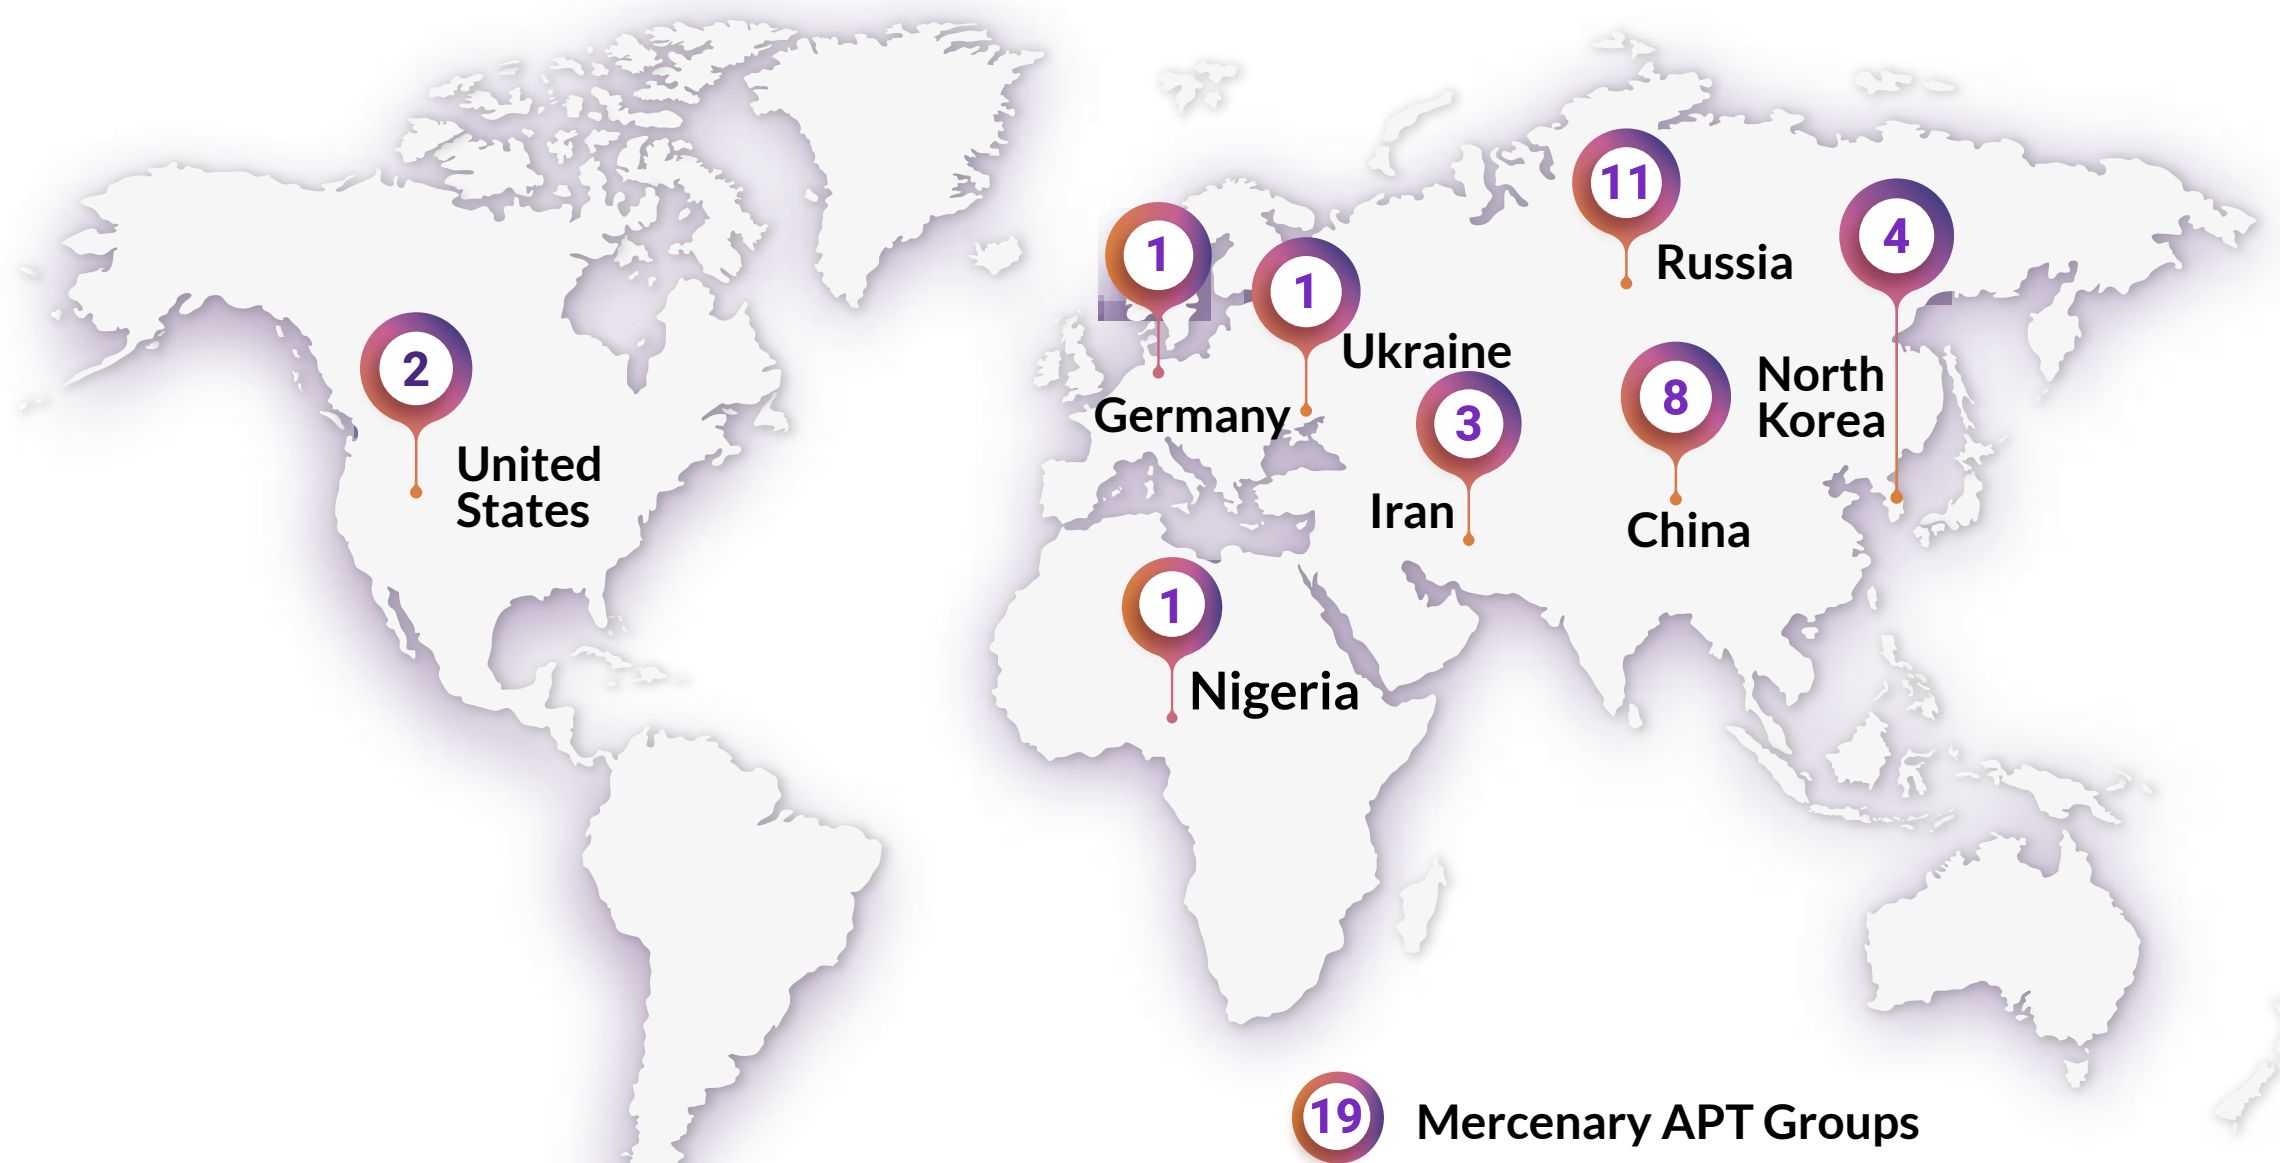 11
Russia
4
1
1
Ukraine
Germany
2
United
States
3
Iran
8
China
North
Korea
1
Nigeria
19
Mercenary APT Groups